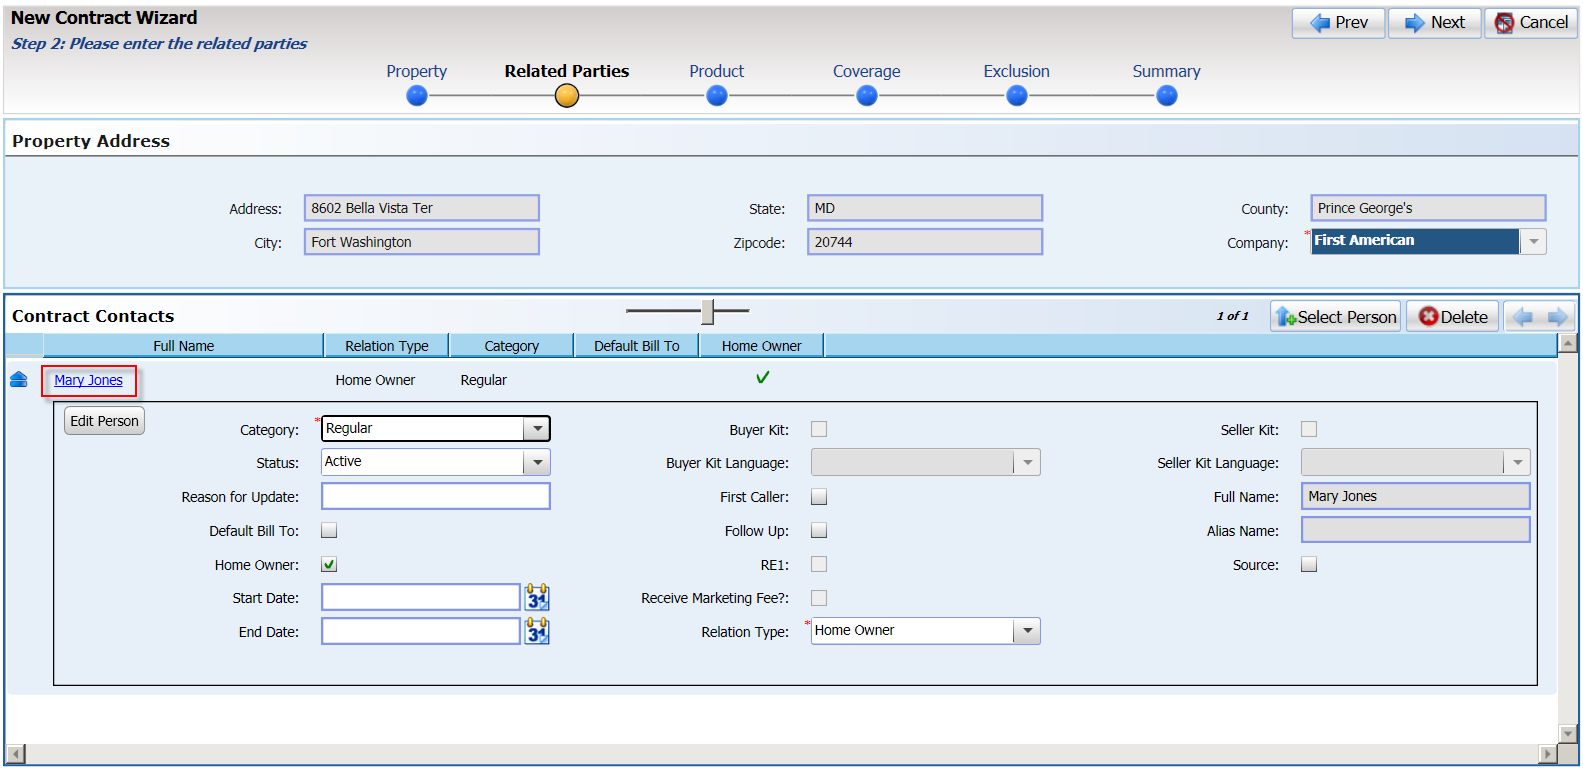 New Contract Wizard
Prev Next Cancel
Step 2: Please enter the related parties
Property Related Parties Product Coverage Exclusion Summary
Property Address
Address: 8602 Bella Vista Ter State: MD County: Prince George's
City: Fort Washington Zipcode: 20744 Company: * First American
Contract Contacts 1 of 1 Select Person Delete
Full Name Relation Type Category Default Bill To Home Owner
Mary Jones Home Owner Regular
Edit Person
Category: * Regular Buyer Kit: Seller Kit:
Status: Active Buyer Kit Language: Seller Kit Language:
Reason for Update: First Caller: Full Name: Mary Jones
Default Bill To: Follow Up: Alias Name:
Home Owner: RE1: Source:
Start Date: 31 Receive Marketing Fee?:
End Date: 31 Relation Type: * Home Owner